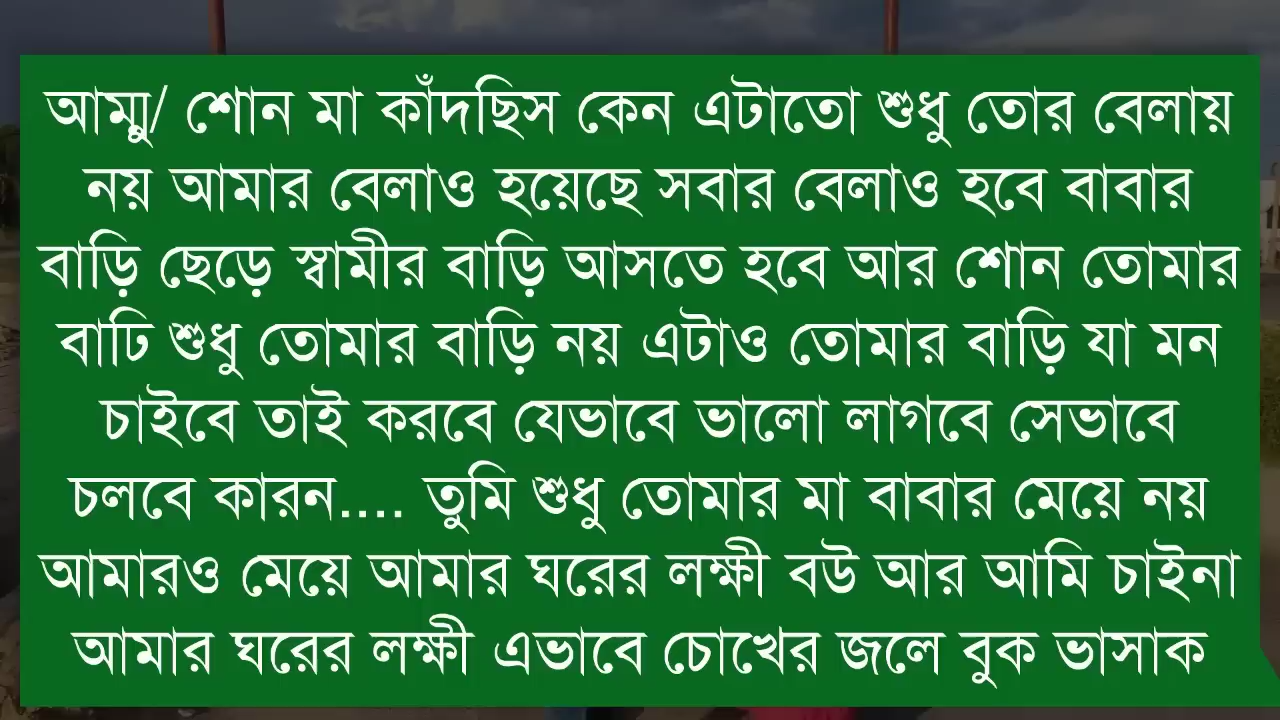 আম্মু/ শোন মা কাঁদছিস কেন এটাতো শুধু তোর বেলায়
নয় আমার বেলাও হয়েছে সবার বেলাও হবে বাবার
বাড়ি ছেড়ে স্বামীর বাড়ি আসতে হবে আর শোন তোমার
বাঢি শুধু তোমার বাড়ি নয় এটাও তোমার বাড়ি যা মন
চাইবে তাই করবে যেভাবে ভালো লাগবে সেভাবে
চলবে কারন.... তুমি শুধু তোমার মা বাবার মেয়ে নয়
আমারও মেয়ে আমার ঘরের লক্ষী বউ আর আমি চাইনা
আমার ঘরের লক্ষী এভাবে চোখের জলে বুক ভাসাক